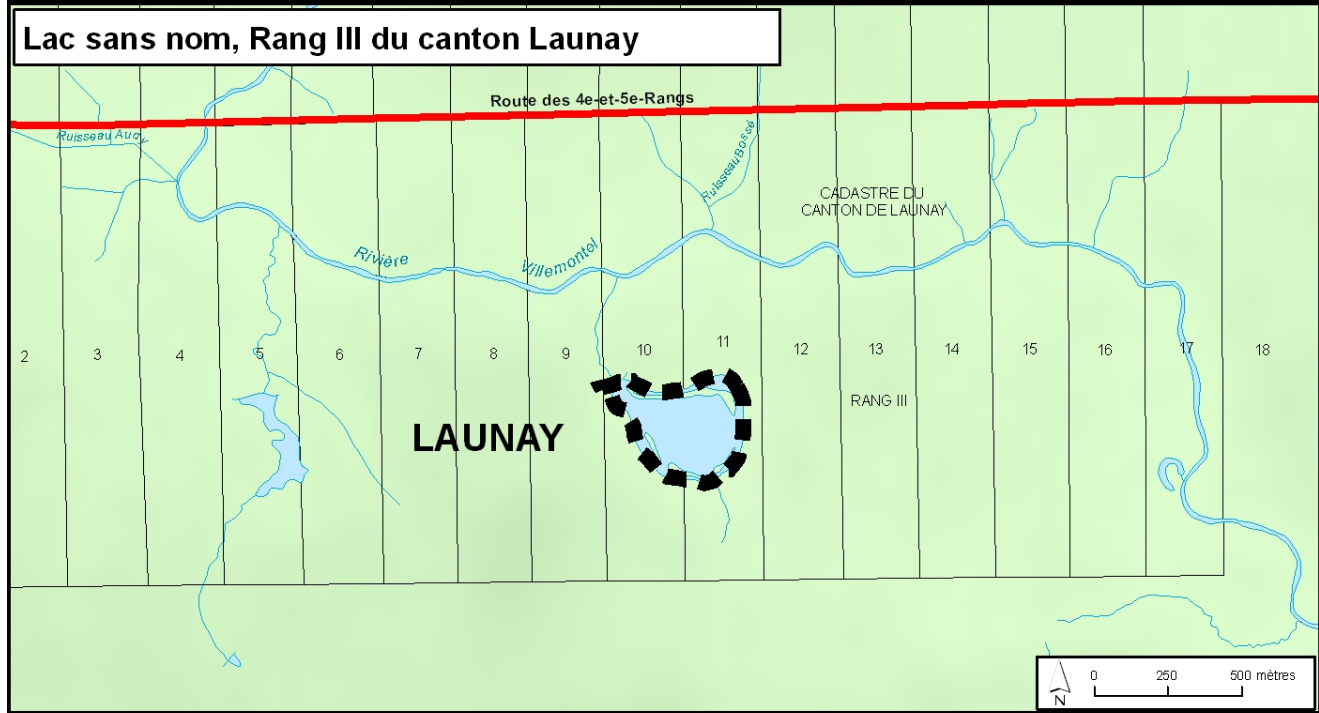 Lac sans nom, Rang III du canton Launay
Route des 4e-et-5e-Rangs
Ruisseau Audy
Ruisseau Bossé
CADASTRE DU
CANTON DE LAUNAY
Rivière Villemontel
2 3 4 5 6 7 8 9 10 11 12 13 14 15 16 17 18
RANG III
LAUNAY
N
0 250 500 mètres